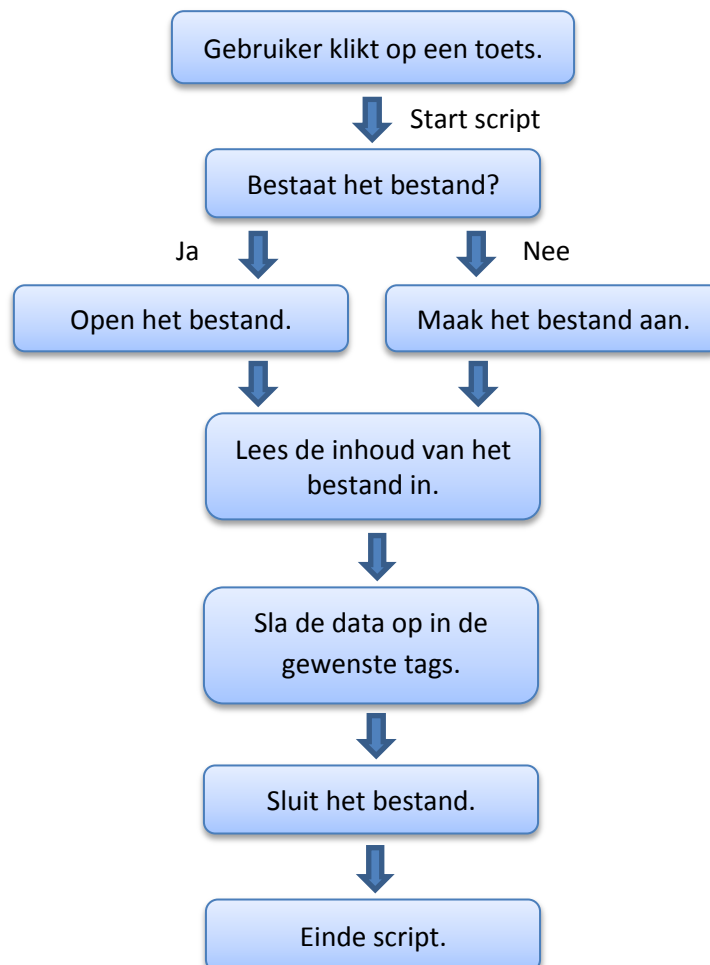 Gebruiker klikt op een toets.
Start script
Bestaat het bestand?
Ja
Nee
Open het bestand.
Maak het bestand aan.
Lees de inhoud van het
bestand in.
Sla de data op in de
gewenste tags.
Sluit het bestand.
Einde script.